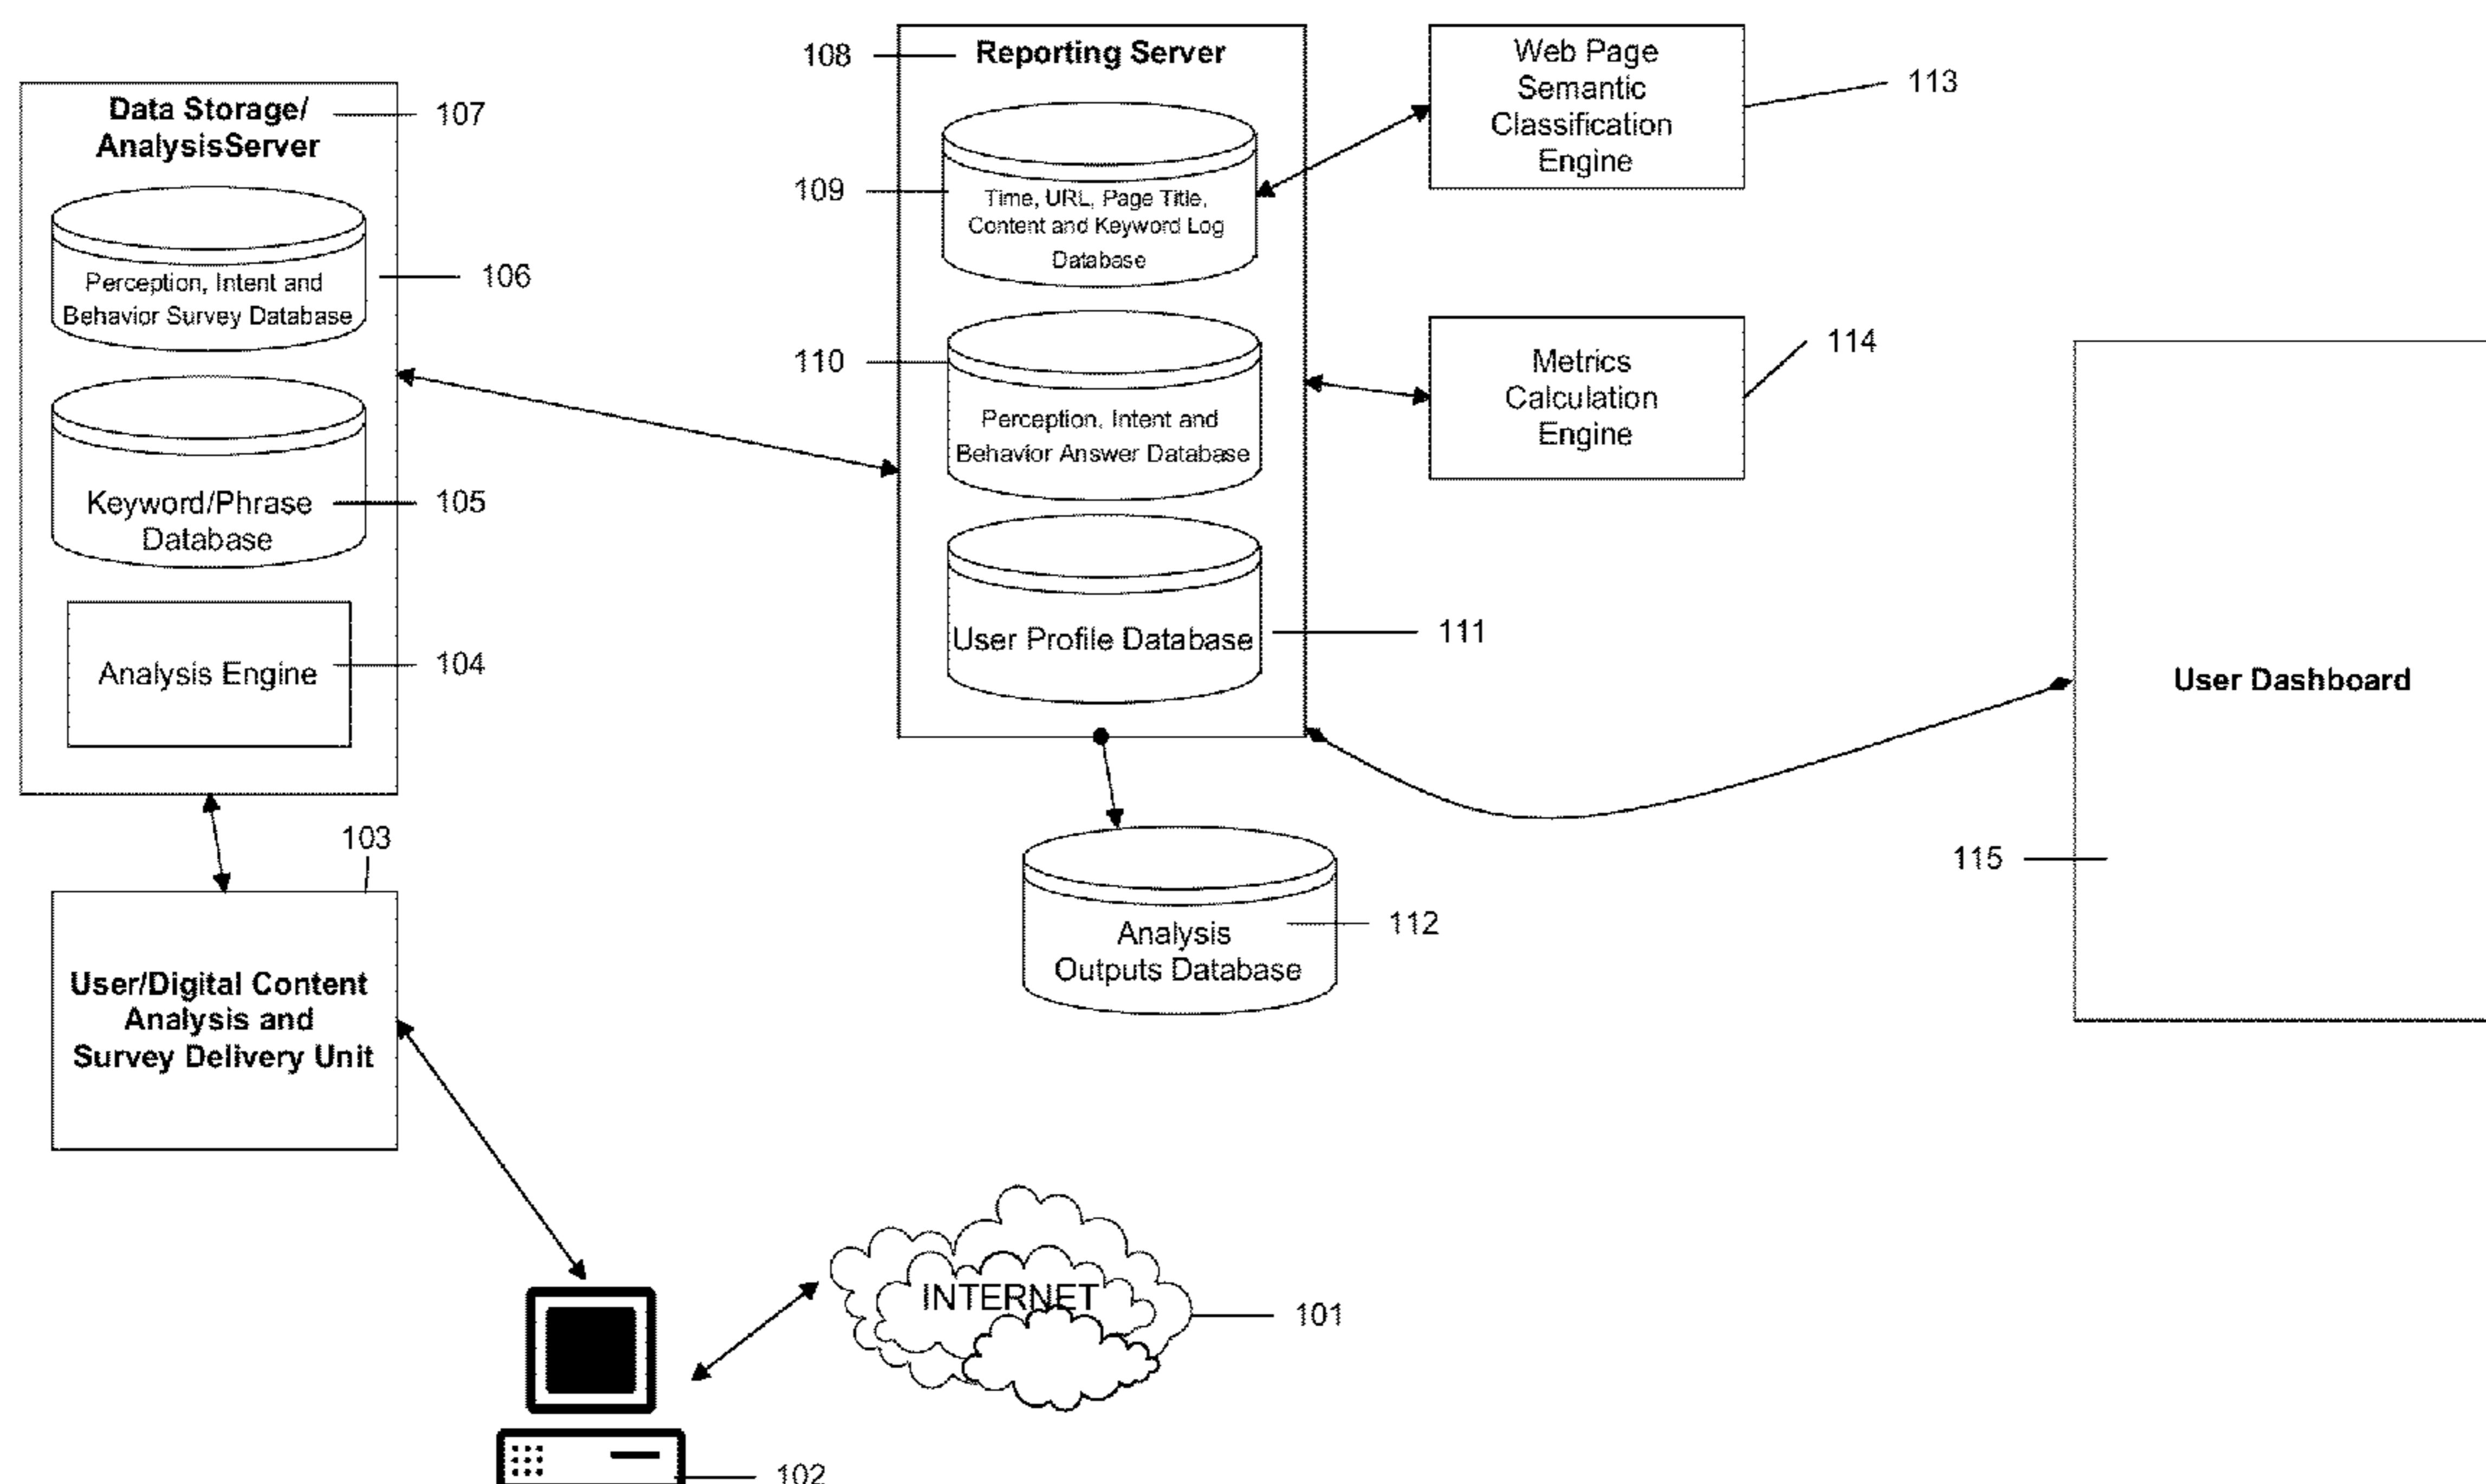 108
Reporting Server
Web Page
Semantic
Classification
Engine
113
Data Storage/
AnalysisServer
107
109
Time, URL, Page Title,
Content and Keyword Log
Database
106
Perception, Intent and
Behavior Survey Database
110
Perception, Intent and
Behavior Answer Database
Metrics
Calculation
Engine
114
Keyword/Phrase
Database
105
User Profile Database
111
Analysis Engine
104
User Dashboard
115
103
Analysis
Outputs Database
112
User/Digital Content
Analysis and
Survey Delivery Unit
INTERNET
101
102